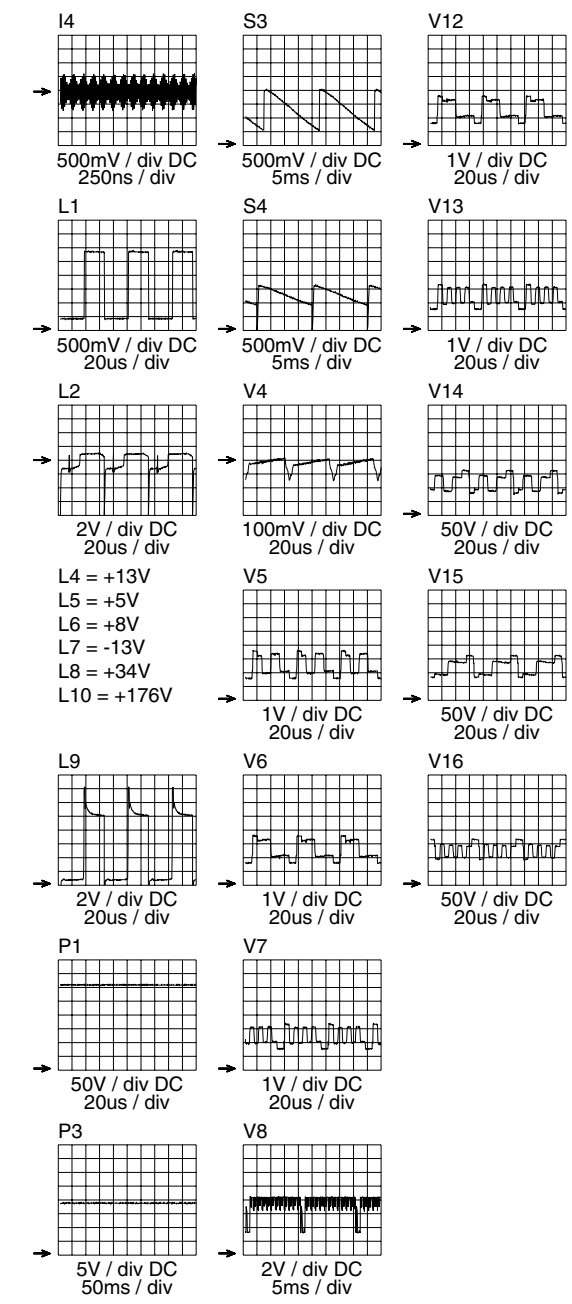 I4
500mV / div DC
250ns / div
L1
500mV / div DC
20us / div
L2
2V / div DC
20us / div
L4 = +13V
L5 = +5V
L6 = +8V
L7 = -13V
L8 = +34V
L10 = +176V
L9
2V / div DC
20us / div
P1
50V / div DC
20us / div
P3
5V / div DC
50ms / div
S3
500mV / div DC
5ms / div
S4
500mV / div DC
5ms / div
V4
100mV / div DC
20us / div
V5
1V / div DC
20us / div
V6
1V / div DC
20us / div
V7
1V / div DC
20us / div
V8
2V / div DC
5ms / div
V12
1V / div DC
20us / div
V13
1V / div DC
20us / div
V14
50V / div DC
20us / div
V15
50V / div DC
20us / div
V16
50V / div DC
20us / div